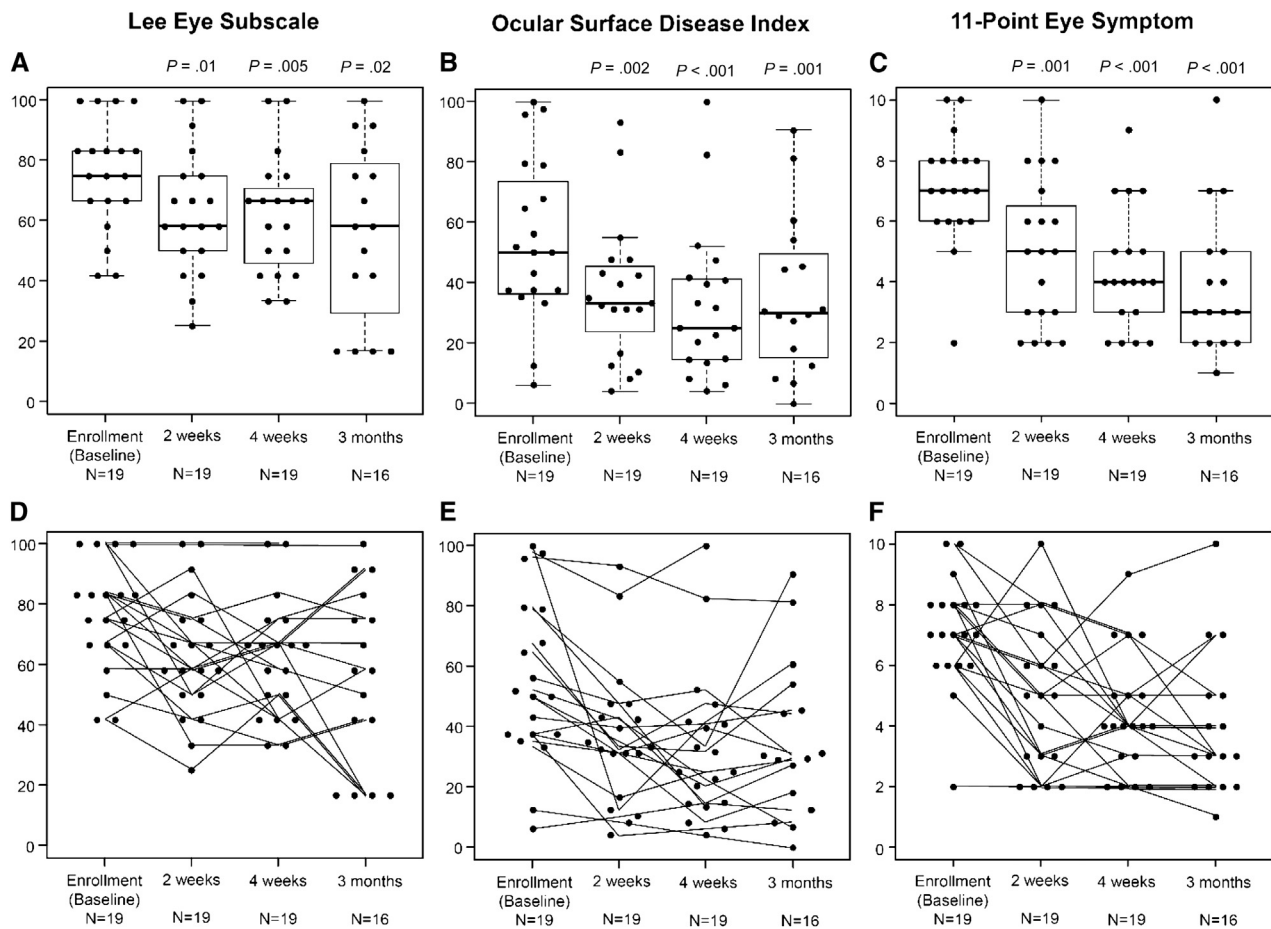 Lee Eye Subscale
Ocular Surface Disease Index
11-Point Eye Symptom
A
P = .01 P = .005 P = .02
100
80
60
40
20
0
Enrollment (Baseline) 2 weeks 4 weeks 3 months
N=19 N=19 N=19 N=16
B
P = .002 P < .001 P = .001
100
80
60
40
20
0
Enrollment (Baseline) 2 weeks 4 weeks 3 months
N=19 N=19 N=19 N=16
C
P = .001 P < .001 P < .001
10
8
6
4
2
0
Enrollment (Baseline) 2 weeks 4 weeks 3 months
N=19 N=19 N=19 N=16
D
100
80
60
40
20
0
Enrollment (Baseline) 2 weeks 4 weeks 3 months
N=19 N=19 N=19 N=16
E
100
80
60
40
20
0
Enrollment (Baseline) 2 weeks 4 weeks 3 months
N=19 N=19 N=19 N=16
F
10
8
6
4
2
0
Enrollment (Baseline) 2 weeks 4 weeks 3 months
N=19 N=19 N=19 N=16